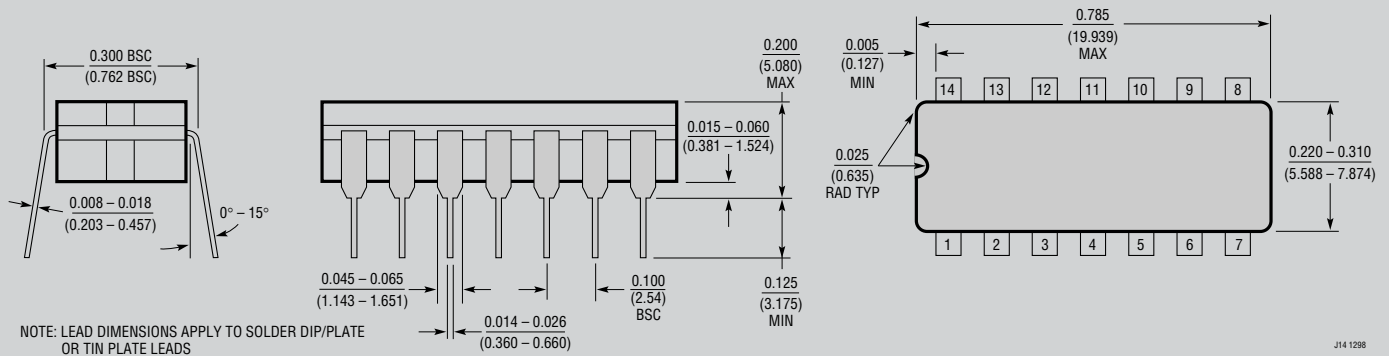 0.300 BSC
(0.762 BSC)
0.008 – 0.018
(0.203 – 0.457)
0° – 15°
NOTE: LEAD DIMENSIONS APPLY TO SOLDER DIP/PLATE
OR TIN PLATE LEADS
0.200
(5.080)
MAX
0.015 – 0.060
(0.381 – 1.524)
0.045 – 0.065
(1.143 – 1.651)
0.014 – 0.026
(0.360 – 0.660)
0.100
(2.54)
BSC
0.125
(3.175)
MIN
0.785
(19.939)
MAX
0.005
(0.127)
MIN
14 13 12 11 10 9 8
0.025
(0.635)
RAD TYP
0.220 – 0.310
(5.588 – 7.874)
1 2 3 4 5 6 7
J14 1298